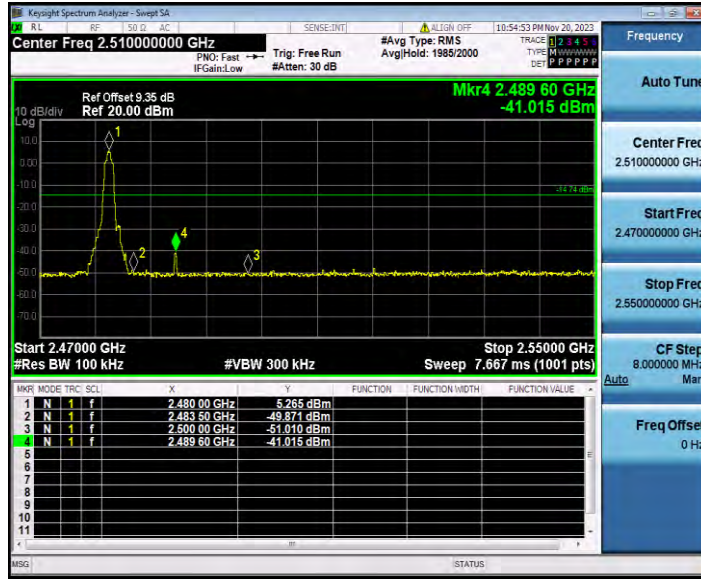 Keysight Spectrum Analyzer - Swept SA
RL RF 50 Ω AC SENSE:INT ALIGN OFF 10:54:53 PM Nov 20, 2023
Center Freq 2.510000000 GHz
PNO: Fast
IFGain:Low
Trig: Free Run
#Atten: 30 dB
#Avg Type: RMS
Avg|Hold: 1985/2000
TRACE 1 2 3 4 5 6
TYPE M WWWWW
DET P P P P P P
Ref Offset 9.35 dB
Ref 20.00 dBm
Mkr4 2.489 60 GHz
-41.015 dBm
10 dB/div
Log
10.0
0.00
-10.0
-20.0
-30.0
-40.0
-50.0
-60.0
-70.0
1
2
3
4
-14.74 dBm
Start 2.47000 GHz Stop 2.55000 GHz
#Res BW 100 kHz #VBW 300 kHz Sweep 7.667 ms (1001 pts)
MKR MODE TRC SCL X Y FUNCTION FUNCTION WIDTH FUNCTION VALUE
1 N 1 f 2.480 00 GHz 5.265 dBm
2 N 1 f 2.483 50 GHz -49.871 dBm
3 N 1 f 2.500 00 GHz -51.010 dBm
4 N 1 f 2.489 60 GHz -41.015 dBm
5
6
7
8
9
10
11
MSG STATUS
Frequency
Auto Tune
Center Freq
2.510000000 GHz
Start Freq
2.470000000 GHz
Stop Freq
2.550000000 GHz
CF Step
8.000000 MHz
Auto Man
Freq Offset
0 Hz